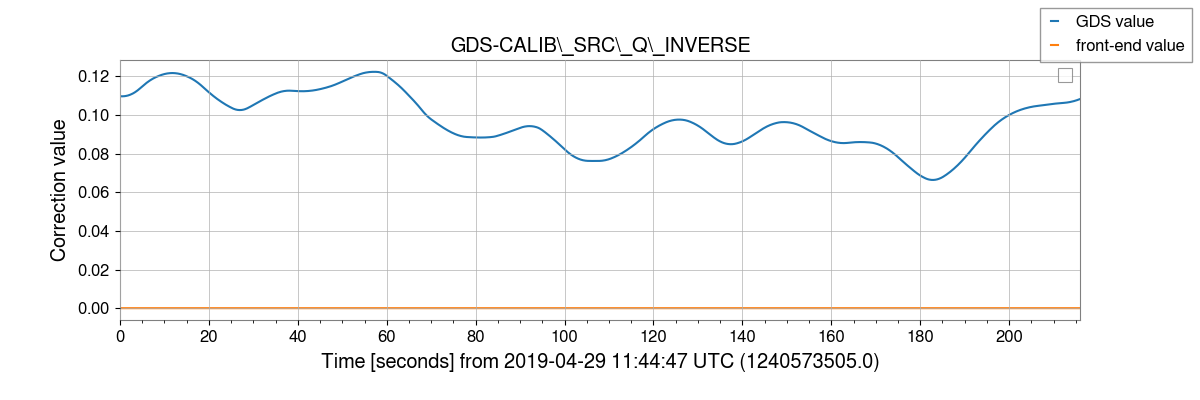 GDS value
front-end value
GDS-CALIB\_SRC\_Q\_INVERSE
Correction value
0.12
0.10
0.08
0.06
0.04
0.02
0.00
0 20 40 60 80 100 120 140 160 180 200
Time [seconds] from 2019-04-29 11:44:47 UTC (1240573505.0)